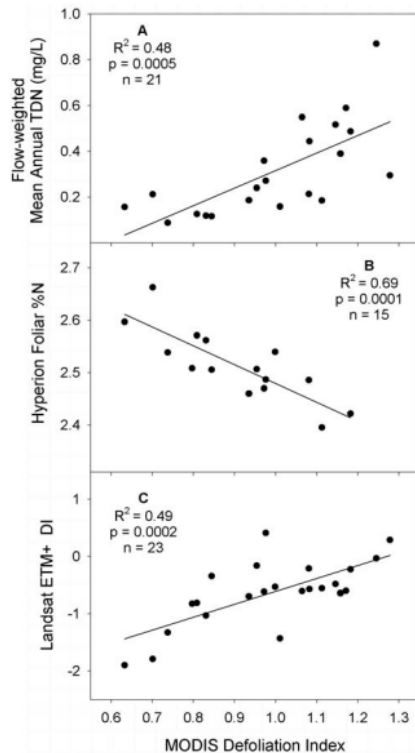 A
R² = 0.48
p = 0.0005
n = 21
Flow-weighted
Mean Annual TDN (mg/L)
1.0
0.8
0.6
0.4
0.2
B
R² = 0.69
p = 0.0001
n = 15
Hyperion Foliar %N
2.7
2.6
2.5
2.4
C
R² = 0.49
p = 0.0002
n = 23
Landsat ETM+ DI
1
0
-1
-2
0.6 0.7 0.8 0.9 1.0 1.1 1.2 1.3
MODIS Defoliation Index